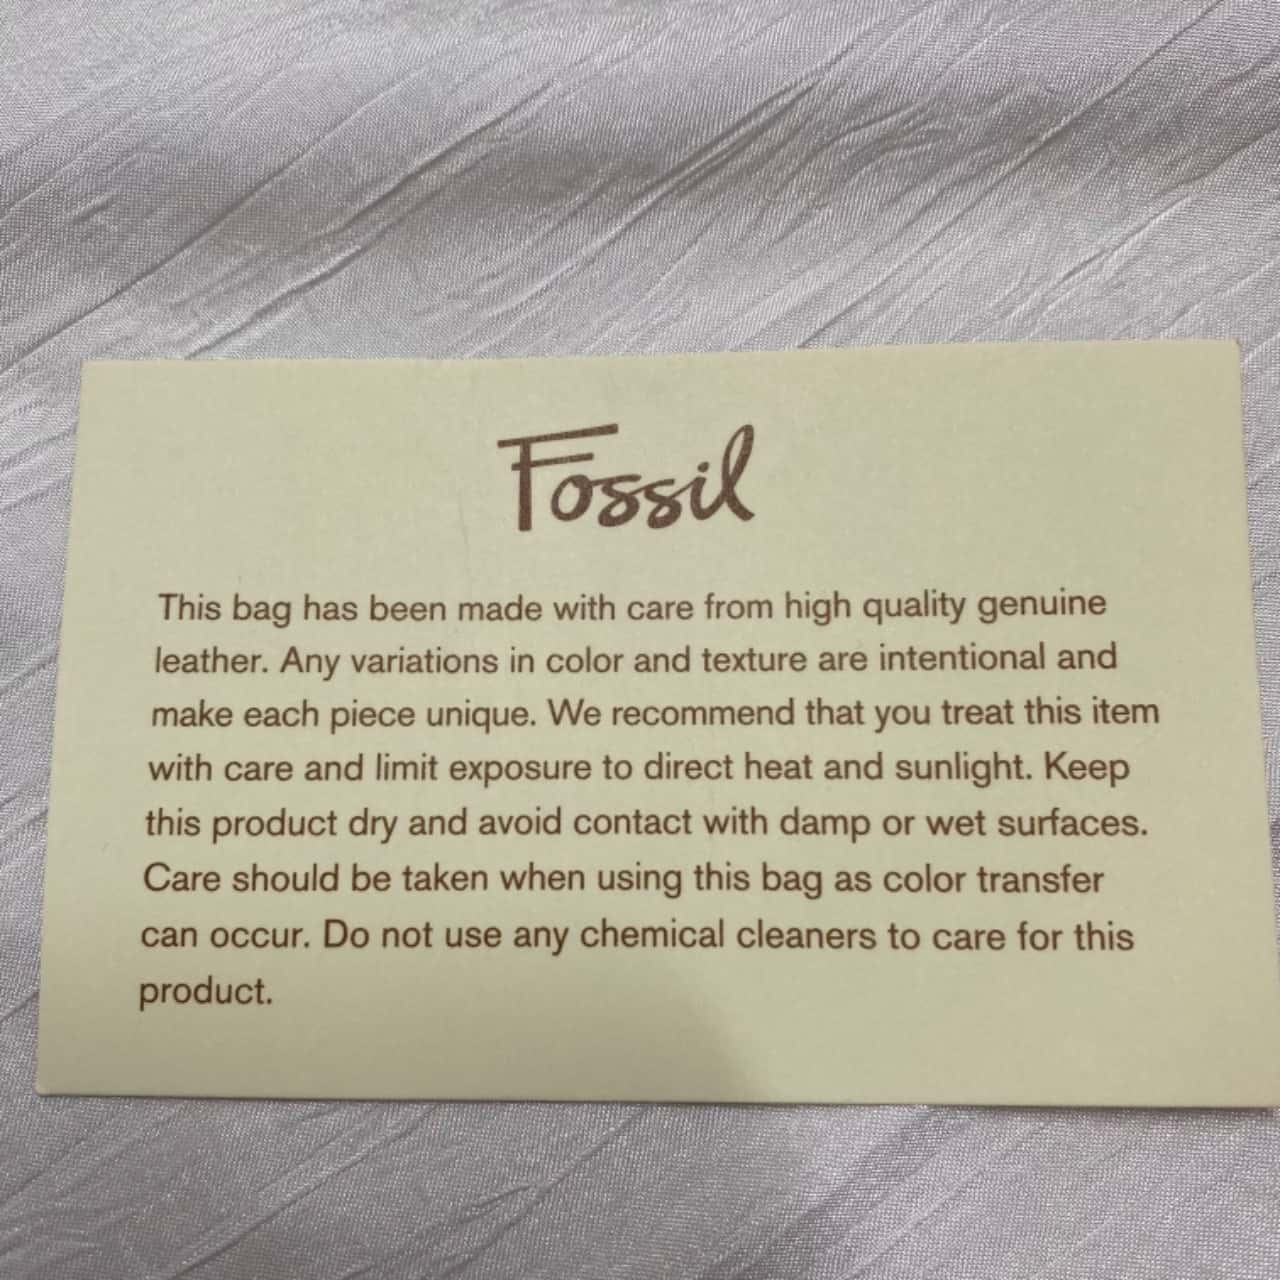 Fossil
This bag has been made with care from high quality genuine
leather. Any variations in color and texture are intentional and
make each piece unique. We recommend that you treat this item
with care and limit exposure to direct heat and sunlight. Keep
this product dry and avoid contact with damp or wet surfaces.
Care should be taken when using this bag as color transfer
can occur. Do not use any chemical cleaners to care for this
product.